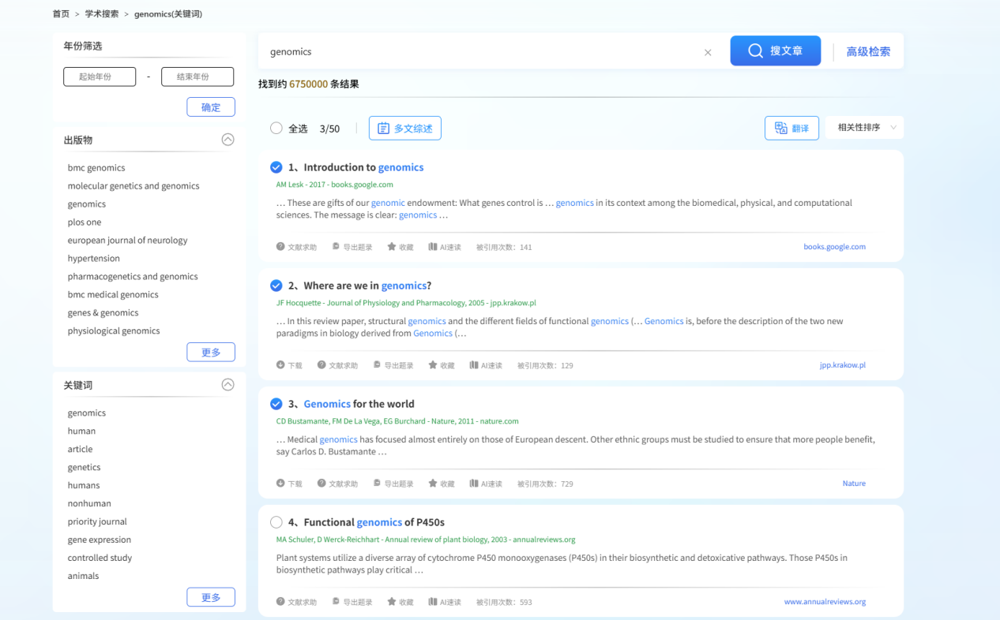 首页 > 学术搜索 > genomics(关键词)
年份筛选
起始年份 - 结束年份
确定
出版物
bmc genomics
molecular genetics and genomics
genomics
plos one
european journal of neurology
hypertension
pharmacogenetics and genomics
bmc medical genomics
genes & genomics
physiological genomics
更多
关键词
genomics
human
article
genetics
humans
nonhuman
priority journal
gene expression
controlled study
animals
更多
genomics × 搜文章 高级检索
找到约 6750000 条结果
全选 3/50 多文综述 翻译 相关性排序
1、Introduction to genomics
AM Lesk - 2017 - books.google.com
… These are gifts of our genomic endowment: What genes control is … genomics in its context among the biomedical, physical, and computational
sciences. The message is clear: genomics …
文献求助 导出题录 收藏 AI速读 被引用次数：141 books.google.com
2、Where are we in genomics?
JF Hocquette - Journal of Physiology and Pharmacology, 2005 - jpp.krakow.pl
… In this review paper, structural genomics and the different fields of functional genomics (… Genomics is, before the description of the two new
paradigms in biology derived from Genomics (…
下载 文献求助 导出题录 收藏 AI速读 被引用次数：129 jpp.krakow.pl
3、Genomics for the world
CD Bustamante, FM De La Vega, EG Burchard - Nature, 2011 - nature.com
… Medical genomics has focused almost entirely on those of European descent. Other ethnic groups must be studied to ensure that more people benefit,
say Carlos D. Bustamante …
下载 文献求助 导出题录 收藏 AI速读 被引用次数：729 Nature
4、Functional genomics of P450s
MA Schuler, D Werck-Reichhart - Annual review of plant biology, 2003 - annualreviews.org
Plant systems utilize a diverse array of cytochrome P450 monooxygenases (P450s) in their biosynthetic and detoxicative pathways. Those P450s in
biosynthetic pathways play critical …
文献求助 导出题录 收藏 AI速读 被引用次数：593 www.annualreviews.org